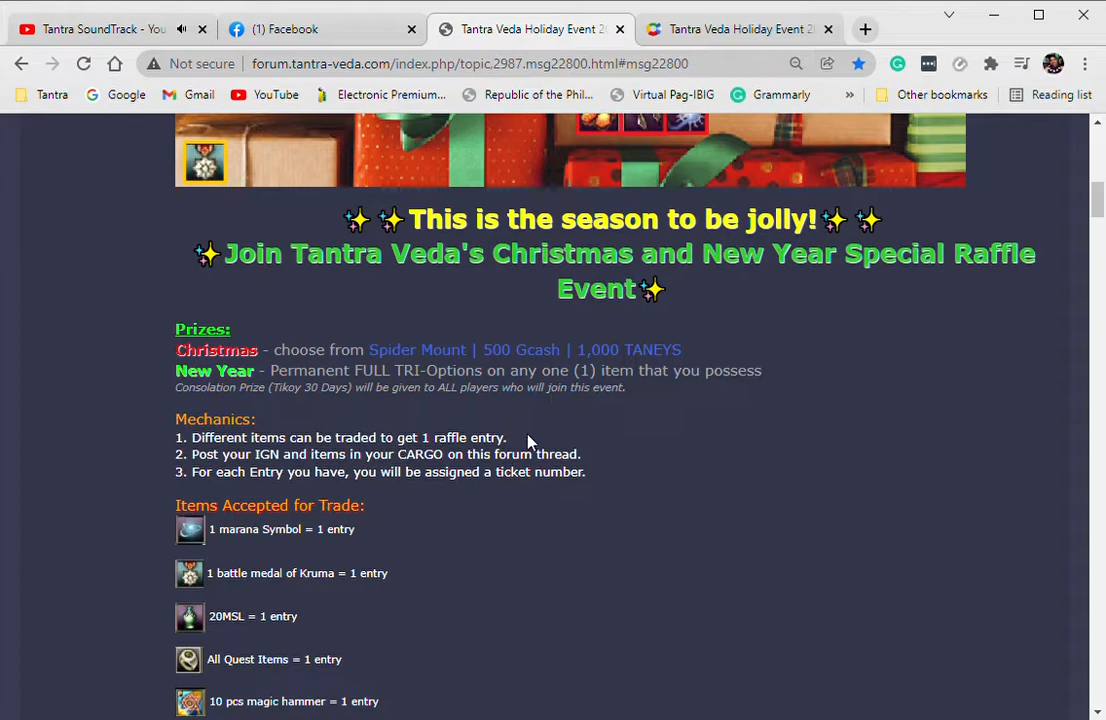 Tantra SoundTrack - You
(1) Facebook
Tantra Veda Holiday Event 2
Tantra Veda Holiday Event 2
Not secure
forum.tantra-veda.com/index.php/topic,2987.msg22800.html#msg22800
Tantra
Google
Gmail
YouTube
Electronic Premium...
Republic of the Phil...
Virtual Pag-IBIG
Grammarly
»
Other bookmarks
Reading list
This is the season to be jolly!
Join Tantra Veda's Christmas and New Year Special Raffle
Event
Prizes:
Christmas - choose from Spider Mount | 500 Gcash | 1,000 TANEYS
New Year - Permanent FULL TRI-Options on any one (1) item that you possess
Consolation Prize (Tikoy 30 Days) will be given to ALL players who will join this event.
Mechanics:
1. Different items can be traded to get 1 raffle entry.
2. Post your IGN and items in your CARGO on this forum thread.
3. For each Entry you have, you will be assigned a ticket number.
Items Accepted for Trade:
1 marana Symbol = 1 entry
1 battle medal of Kruma = 1 entry
20MSL = 1 entry
All Quest Items = 1 entry
10 pcs magic hammer = 1 entry